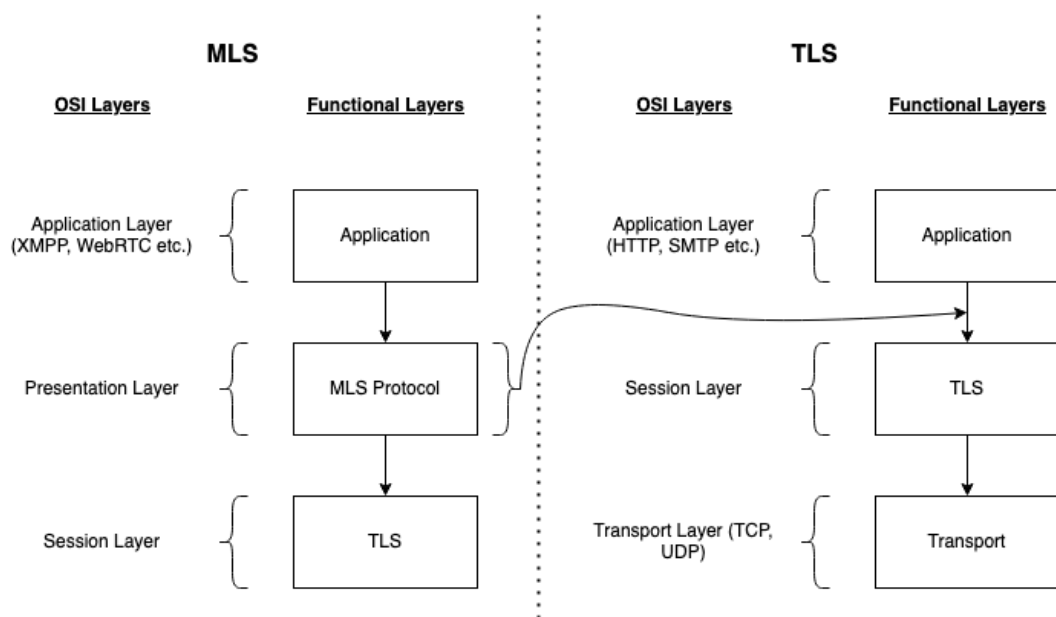 MLS
OSI Layers
Functional Layers
Application Layer
(XMPP, WebRTC etc.)
Application
Presentation Layer
MLS Protocol
Session Layer
TLS
TLS
OSI Layers
Functional Layers
Application Layer
(HTTP, SMTP etc.)
Application
Session Layer
TLS
Transport Layer (TCP,
UDP)
Transport